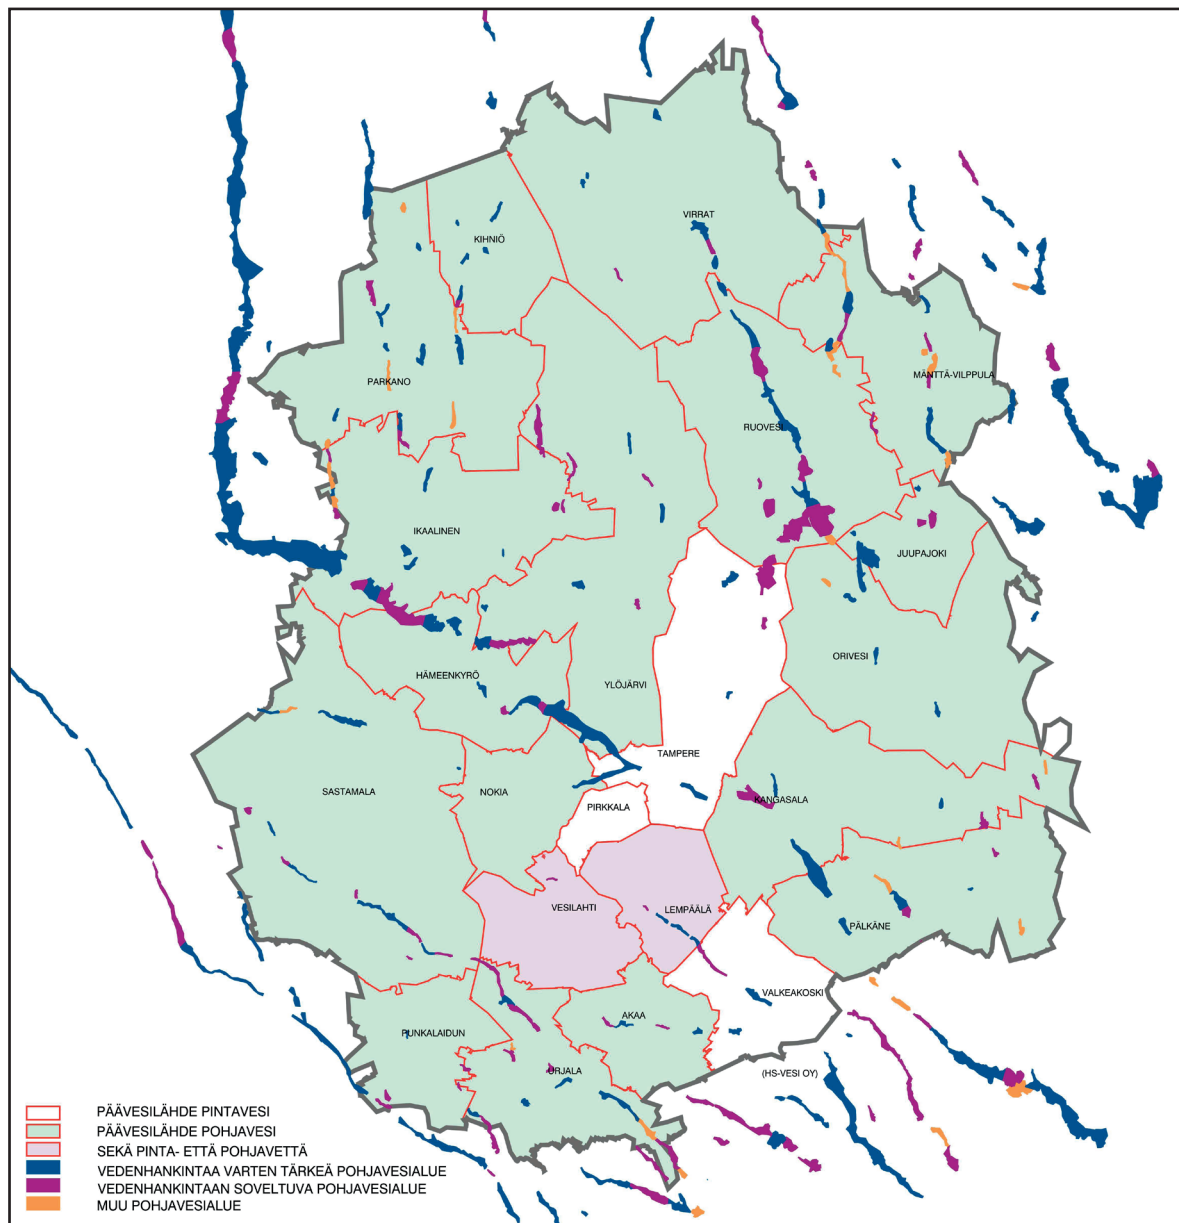 VIRRAT
KIHNIÖ
MÄNTTÄ-VILPPULA
PARKANO
RUOVESI
IKAALINEN
JUUPAJOKI
ORIVESI
HÄMEENKYRÖ
YLÖJÄRVI
TAMPERE
SASTAMALA
NOKIA
KANGASALA
PIRKKALA
VESILAHTI
LEMPÄÄLÄ
PÄLKÄNE
VALKEAKOSKI
AKAA
PUNKALAIDUN
URJALA
(HS-VESI OY)
PÄÄVESILÄHDE PINTAVESI
PÄÄVESILÄHDE POHJAVESI
SEKÄ PINTA- ETTÄ POHJAVETTÄ
VEDENHANKINTAA VARTEN TÄRKEÄ POHJAVESIALUE
VEDENHANKINTAAN SOVELTUVA POHJAVESIALUE
MUU POHJAVESIALUE